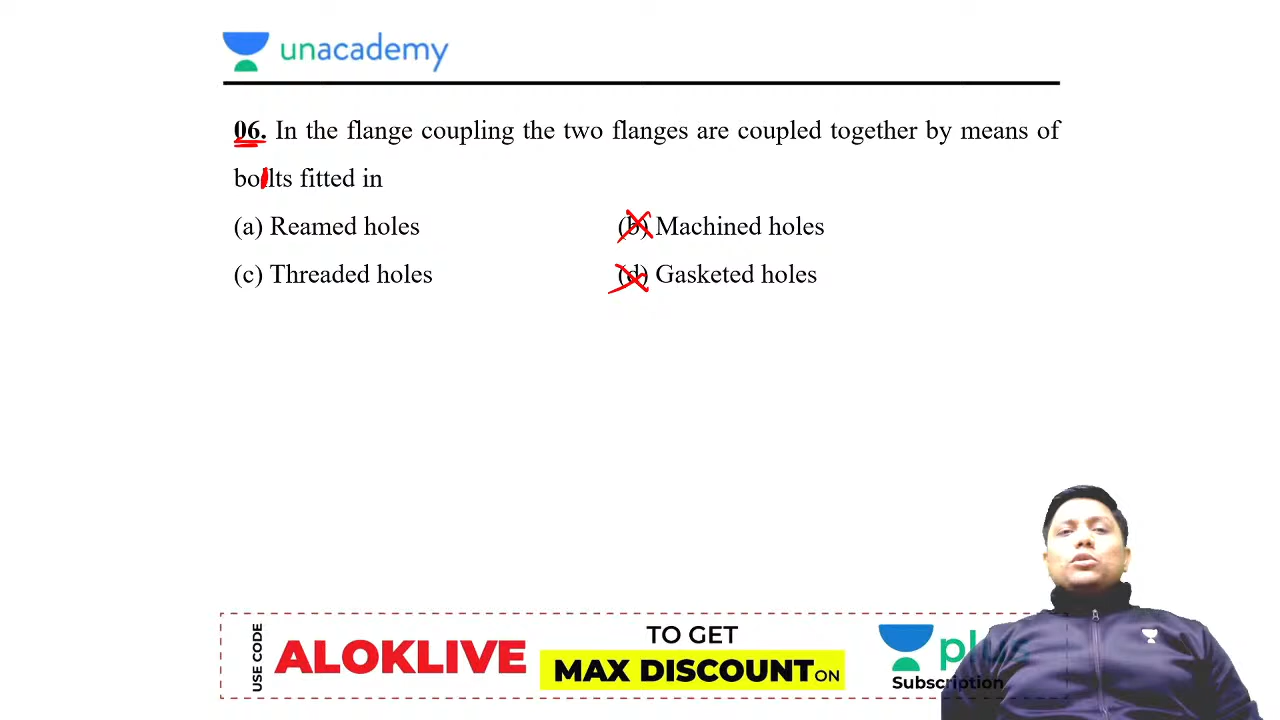 unacademy
06. In the flange coupling the two flanges are coupled together by means of
bolts fitted in
(a) Reamed holes
(b) Machined holes
(c) Threaded holes
(d) Gasketed holes
USE CODE
ALOKLIVE
TO GET
MAX DISCOUNT ON
plus
Subscription